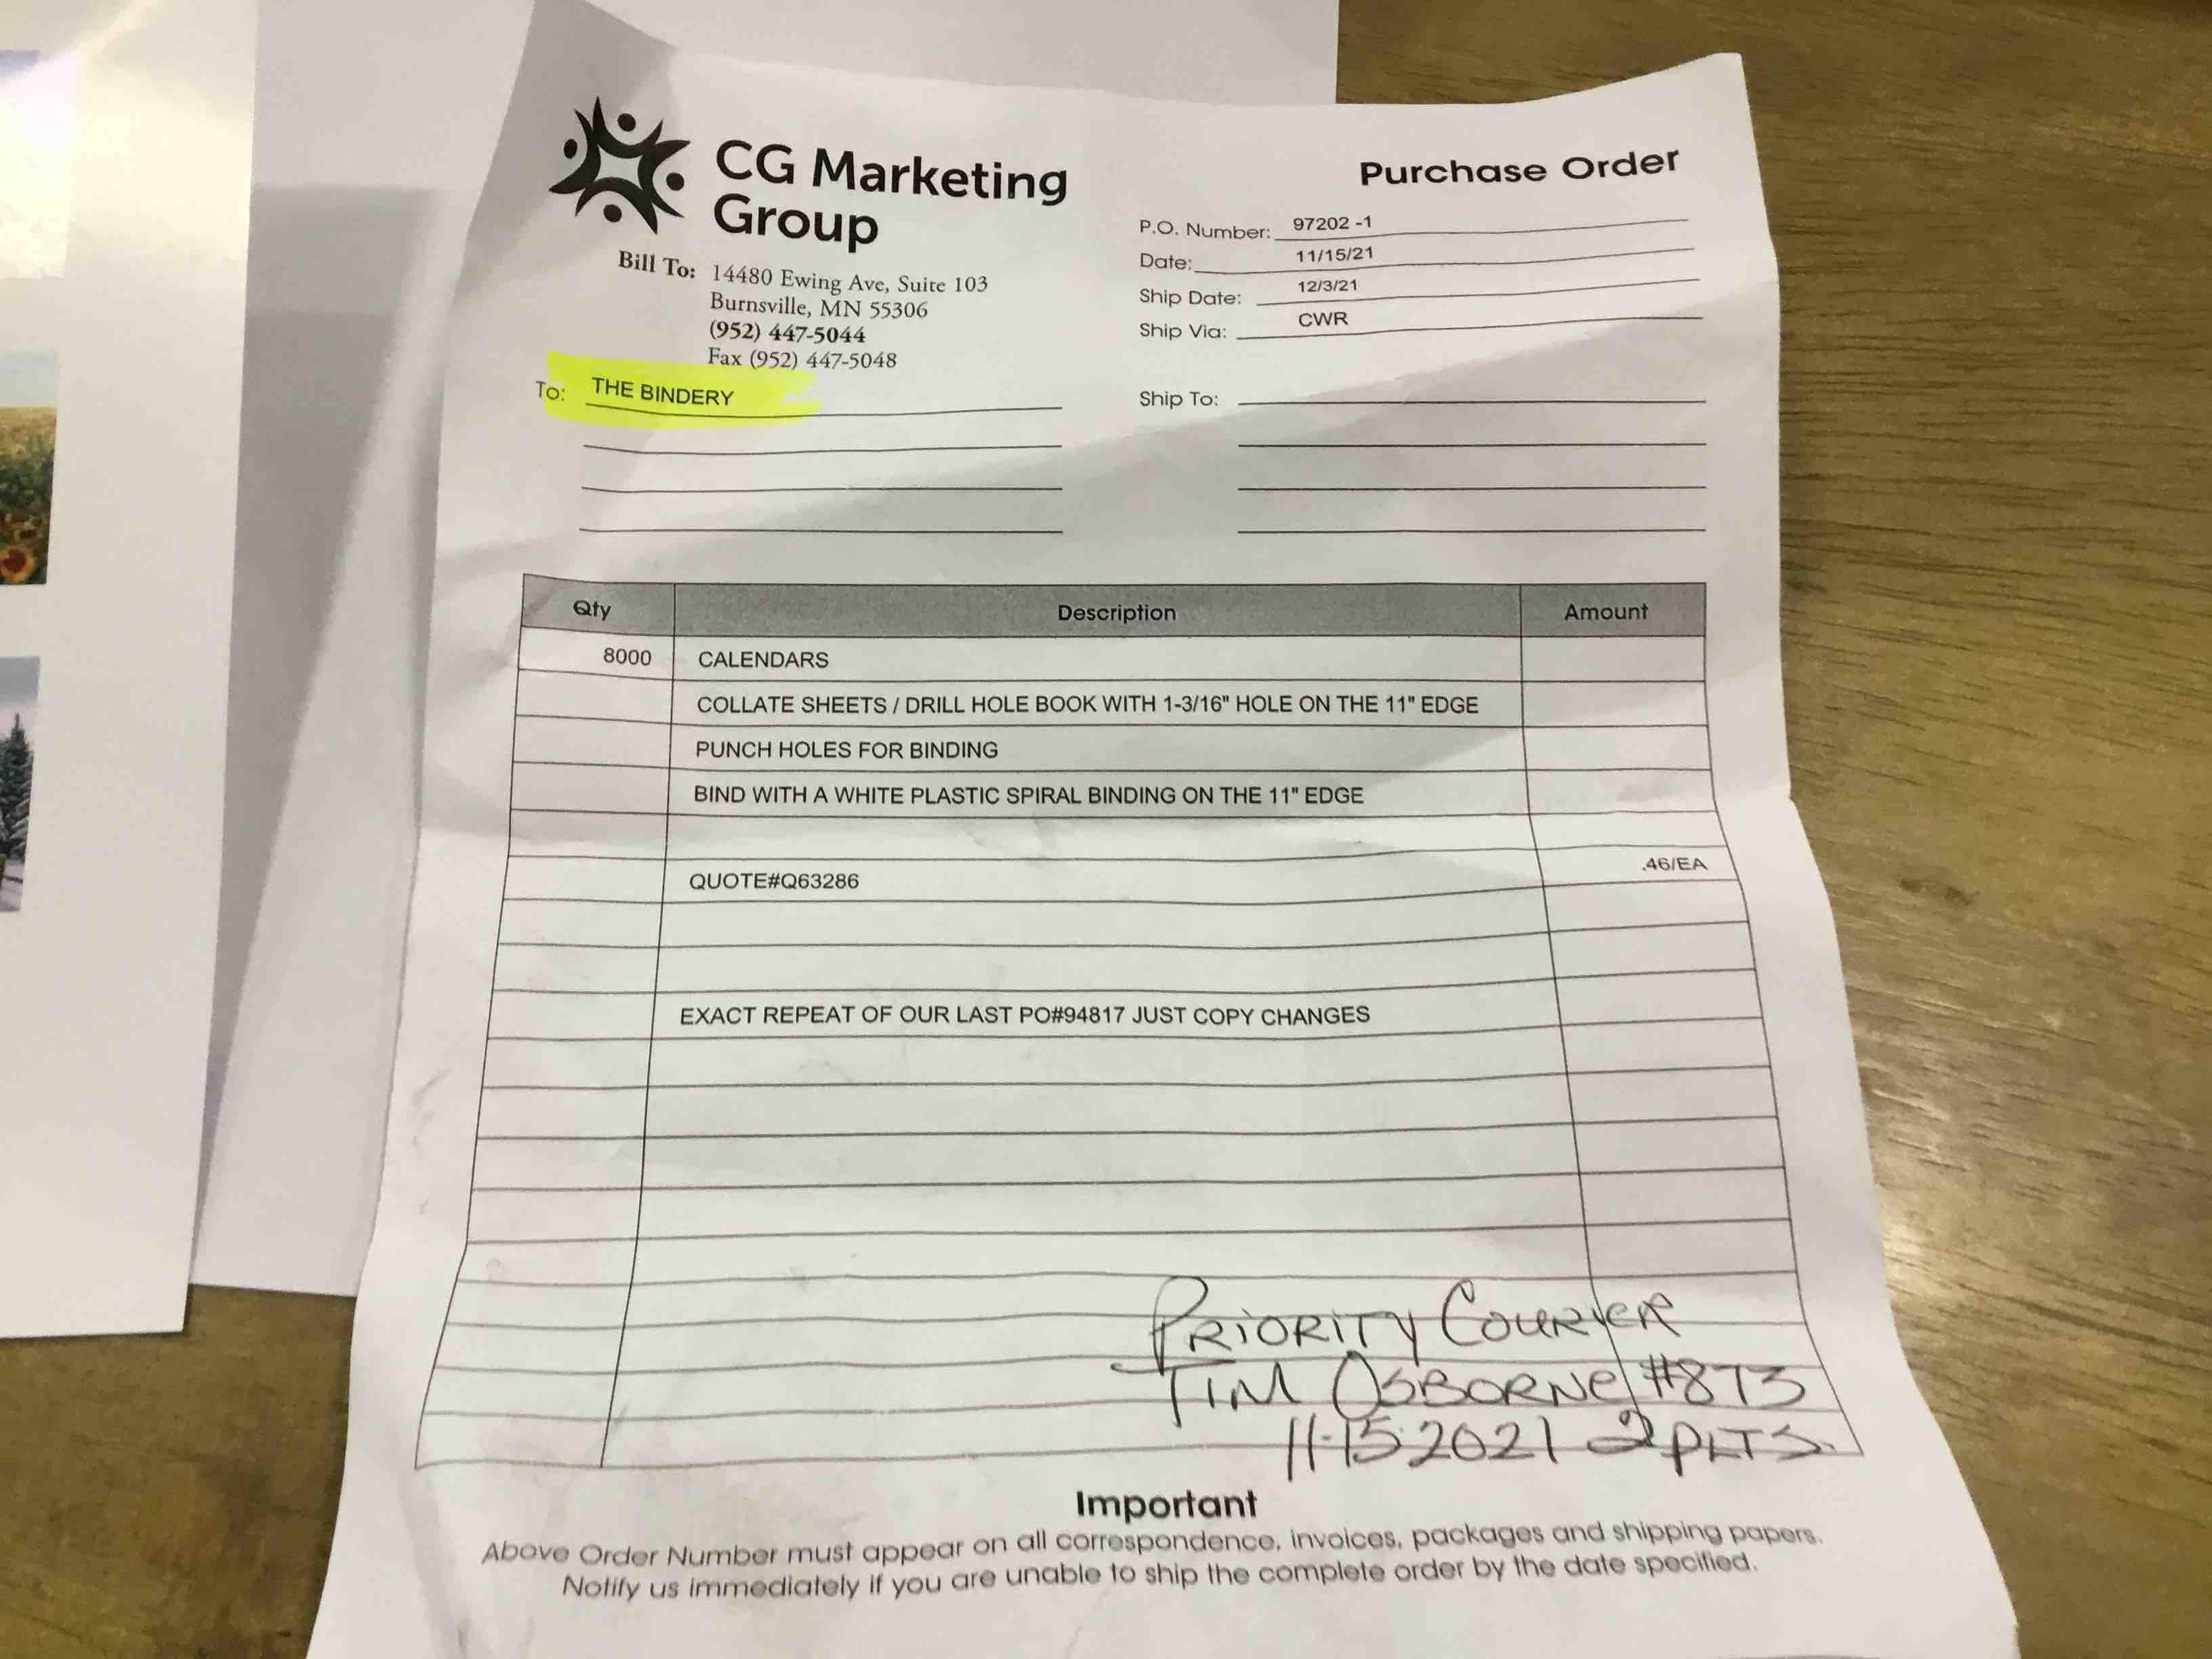 CG Marketing
Group
Purchase Order
Bill To: 14480 Ewing Ave, Suite 103
Burnsville, MN 55306
(952) 447-5044
Fax (952) 447-5048
P.O. Number: 97202 -1
Date: 11/15/21
Ship Date: 12/3/21
Ship Via: CWR
To: THE BINDERY
Ship To:
Qty Description Amount
8000 CALENDARS
COLLATE SHEETS / DRILL HOLE BOOK WITH 1-3/16" HOLE ON THE 11" EDGE
PUNCH HOLES FOR BINDING
BIND WITH A WHITE PLASTIC SPIRAL BINDING ON THE 11" EDGE
QUOTE#Q63286 .46/EA
EXACT REPEAT OF OUR LAST PO#94817 JUST COPY CHANGES
PRIORITY COURIER
TIM OSBORNE #873
11-15-2021 2 PLTS.
Important
Above Order Number must appear on all correspondence, invoices, packages and shipping papers.
Notify us immediately if you are unable to ship the complete order by the date specified.